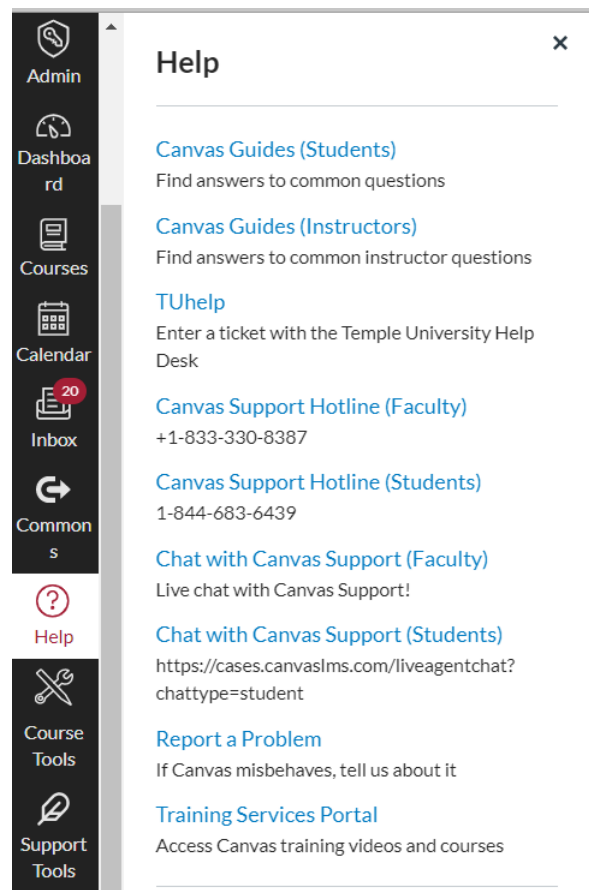 Admin
Dashboa
rd
Courses
Calendar
20
Inbox
Common
s
Help
Course
Tools
Support
Tools
Help
×
Canvas Guides (Students)
Find answers to common questions
Canvas Guides (Instructors)
Find answers to common instructor questions
TUhelp
Enter a ticket with the Temple University Help
Desk
Canvas Support Hotline (Faculty)
+1-833-330-8387
Canvas Support Hotline (Students)
1-844-683-6439
Chat with Canvas Support (Faculty)
Live chat with Canvas Support!
Chat with Canvas Support (Students)
https://cases.canvaslms.com/liveagentchat?
chattype=student
Report a Problem
If Canvas misbehaves, tell us about it
Training Services Portal
Access Canvas training videos and courses